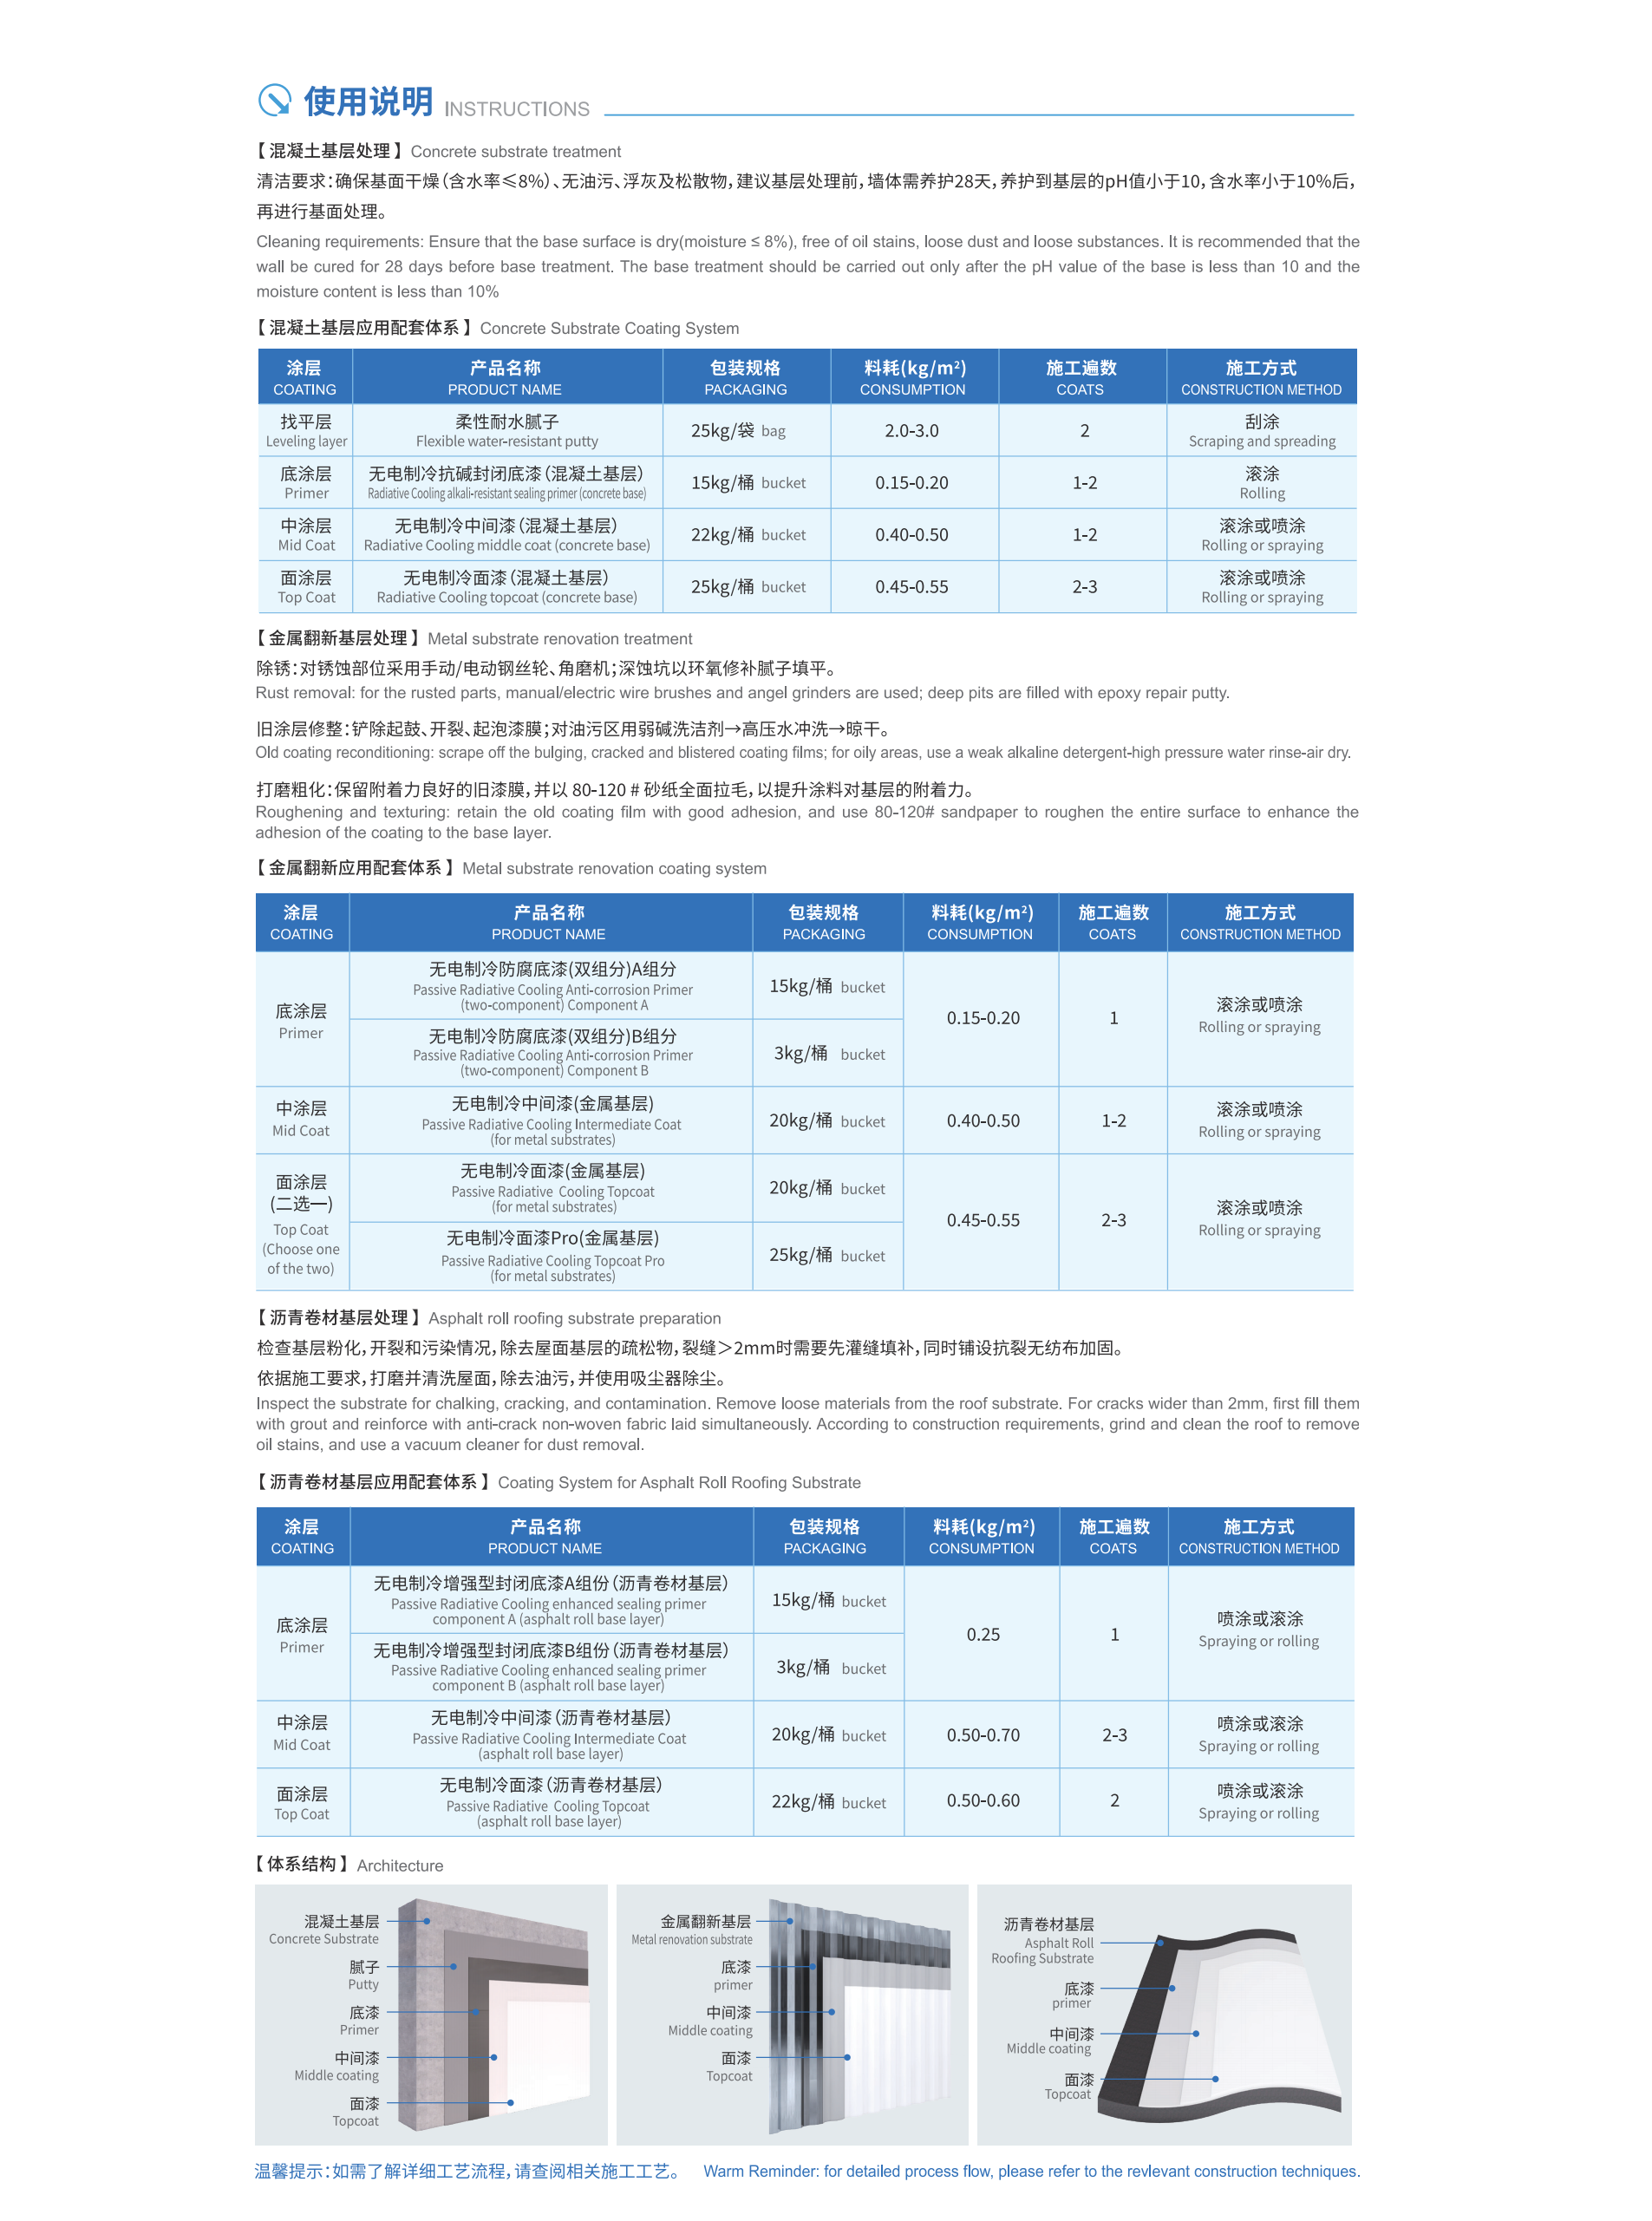 使用说明 INSTRUCTIONS
【混凝土基层处理】 Concrete substrate treatment
清洁要求：确保基面干燥（含水率≤8%）、无油污、浮灰及松散物，建议基层处理前，墙体需养护28天，养护到基层的pH值小于10，含水率小于10%后，
再进行基面处理。
Cleaning requirements: Ensure that the base surface is dry(moisture ≤ 8%), free of oil stains, loose dust and loose substances. It is recommended that the
wall be cured for 28 days before base treatment. The base treatment should be carried out only after the pH value of the base is less than 10 and the
moisture content is less than 10%
【混凝土基层应用配套体系】 Concrete Substrate Coating System
涂层 产品名称 包装规格 料耗(kg/m²) 施工遍数 施工方式
COATING PRODUCT NAME PACKAGING CONSUMPTION COATS CONSTRUCTION METHOD
找平层 柔性耐水腻子 25kg/袋 bag 2.0-3.0 2 刮涂
Leveling layer Flexible water-resistant putty Scraping and spreading
底涂层 无电制冷抗碱封闭底漆（混凝土基层） 15kg/桶 bucket 0.15-0.20 1-2 滚涂
Primer Radiative Cooling alkali-resistant sealing primer (concrete base) Rolling
中涂层 无电制冷中间漆（混凝土基层） 22kg/桶 bucket 0.40-0.50 1-2 滚涂或喷涂
Mid Coat Radiative Cooling middle coat (concrete base) Rolling or spraying
面涂层 无电制冷面漆（混凝土基层） 25kg/桶 bucket 0.45-0.55 2-3 滚涂或喷涂
Top Coat Radiative Cooling topcoat (concrete base) Rolling or spraying
【金属翻新基层处理】 Metal substrate renovation treatment
除锈：对锈蚀部位采用手动/电动钢丝轮、角磨机；深蚀坑以环氧修补腻子填平。
Rust removal: for the rusted parts, manual/electric wire brushes and angel grinders are used; deep pits are filled with epoxy repair putty.
旧涂层修整：铲除起鼓、开裂、起泡漆膜；对油污区用弱碱洗洁剂→高压水冲洗→晾干。
Old coating reconditioning: scrape off the bulging, cracked and blistered coating films; for oily areas, use a weak alkaline detergent-high pressure water rinse-air dry.
打磨粗化：保留附着力良好的旧漆膜，并以 80-120 # 砂纸全面拉毛，以提升涂料对基层的附着力。
Roughening and texturing: retain the old coating film with good adhesion, and use 80-120# sandpaper to roughen the entire surface to enhance the
adhesion of the coating to the base layer.
【金属翻新应用配套体系】 Metal substrate renovation coating system
涂层 产品名称 包装规格 料耗(kg/m²) 施工遍数 施工方式
COATING PRODUCT NAME PACKAGING CONSUMPTION COATS CONSTRUCTION METHOD
底涂层
Primer
无电制冷防腐底漆(双组分)A组分
Passive Radiative Cooling Anti-corrosion Primer
(two-component) Component A
15kg/桶 bucket
无电制冷防腐底漆(双组分)B组分
Passive Radiative Cooling Anti-corrosion Primer
(two-component) Component B
3kg/桶 bucket
0.15-0.20 1 滚涂或喷涂
Rolling or spraying
中涂层
Mid Coat
无电制冷中间漆(金属基层)
Passive Radiative Cooling Intermediate Coat
(for metal substrates)
20kg/桶 bucket 0.40-0.50 1-2 滚涂或喷涂
Rolling or spraying
面涂层
(二选一)
Top Coat
(Choose one
of the two)
无电制冷面漆(金属基层)
Passive Radiative Cooling Topcoat
(for metal substrates)
20kg/桶 bucket
无电制冷面漆Pro(金属基层)
Passive Radiative Cooling Topcoat Pro
(for metal substrates)
25kg/桶 bucket
0.45-0.55 2-3 滚涂或喷涂
Rolling or spraying
【沥青卷材基层处理】 Asphalt roll roofing substrate preparation
检查基层粉化，开裂和污染情况，除去屋面基层的疏松物，裂缝＞2mm时需要先灌缝填补，同时铺设抗裂无纺布加固。
依据施工要求，打磨并清洗屋面，除去油污，并使用吸尘器除尘。
Inspect the substrate for chalking, cracking, and contamination. Remove loose materials from the roof substrate. For cracks wider than 2mm, first fill them
with grout and reinforce with anti-crack non-woven fabric laid simultaneously. According to construction requirements, grind and clean the roof to remove
oil stains, and use a vacuum cleaner for dust removal.
【沥青卷材基层应用配套体系】 Coating System for Asphalt Roll Roofing Substrate
涂层 产品名称 包装规格 料耗(kg/m²) 施工遍数 施工方式
COATING PRODUCT NAME PACKAGING CONSUMPTION COATS CONSTRUCTION METHOD
底涂层
Primer
无电制冷增强型封闭底漆A组份（沥青卷材基层）
Passive Radiative Cooling enhanced sealing primer
component A (asphalt roll base layer)
15kg/桶 bucket
无电制冷增强型封闭底漆B组份（沥青卷材基层）
Passive Radiative Cooling enhanced sealing primer
component B (asphalt roll base layer)
3kg/桶 bucket
0.25 1 喷涂或滚涂
Spraying or rolling
中涂层
Mid Coat
无电制冷中间漆（沥青卷材基层）
Passive Radiative Cooling Intermediate Coat
(asphalt roll base layer)
20kg/桶 bucket 0.50-0.70 2-3 喷涂或滚涂
Spraying or rolling
面涂层
Top Coat
无电制冷面漆（沥青卷材基层）
Passive Radiative Cooling Topcoat
(asphalt roll base layer)
22kg/桶 bucket 0.50-0.60 2 喷涂或滚涂
Spraying or rolling
【体系结构】 Architecture
混凝土基层
Concrete Substrate
腻子
Putty
底漆
Primer
中间漆
Middle coating
面漆
Topcoat
金属翻新基层
Metal renovation substrate
底漆
primer
中间漆
Middle coating
面漆
Topcoat
沥青卷材基层
Asphalt Roll
Roofing Substrate
底漆
primer
中间漆
Middle coating
面漆
Topcoat
温馨提示：如需了解详细工艺流程，请查阅相关施工工艺。 Warm Reminder: for detailed process flow, please refer to the revlevant construction techniques.